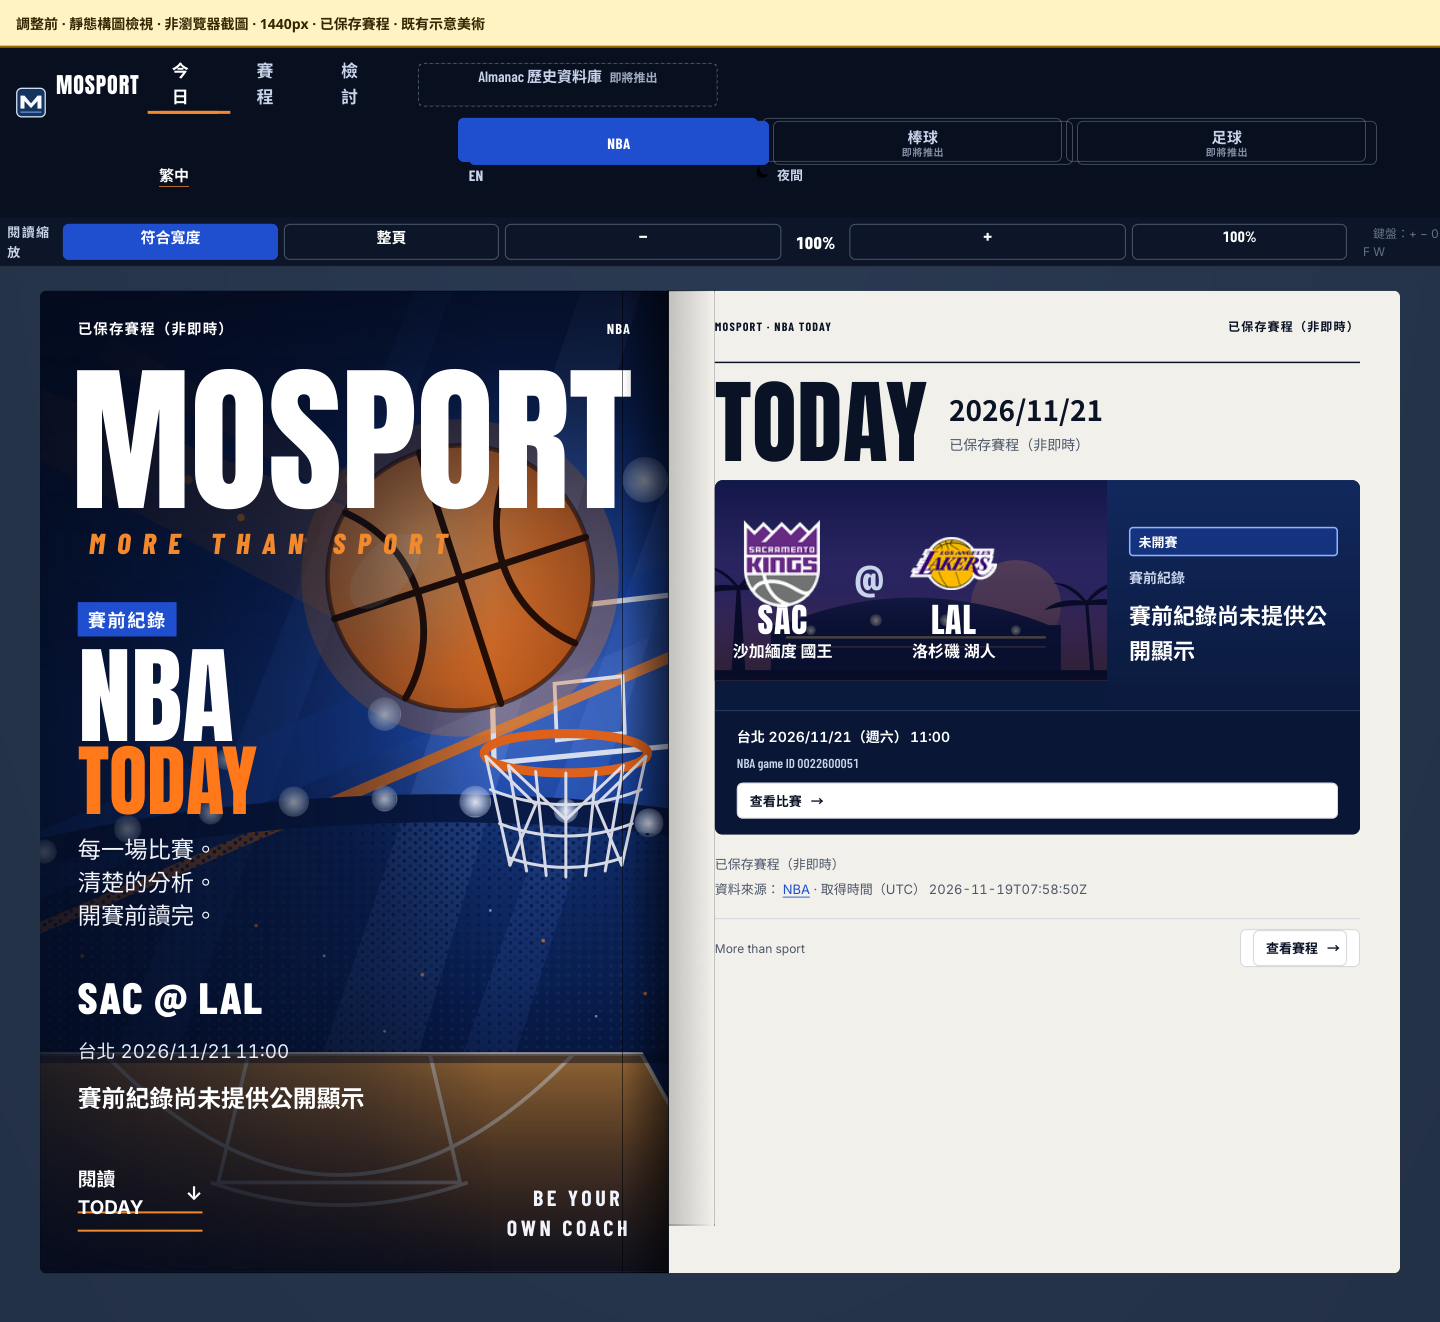 調整前 · 靜態構圖檢視 · 非瀏覽器截圖 · 1440px · 已保存賽程 · 既有示意美術
M
MOSPORT
今日
賽程
檢討
Almanac 歷史資料庫 即將推出
NBA
棒球
即將推出
足球
即將推出
繁中
EN
夜間
閱讀縮放
符合寬度
整頁
−
100%
+
100%
鍵盤：+ − 0
F W
已保存賽程（非即時）
NBA
MOSPORT
MORE THAN SPORT
賽前紀錄
NBA
TODAY
每一場比賽。
清楚的分析。
開賽前讀完。
SAC @ LAL
台北 2026/11/21 11:00
賽前紀錄尚未提供公開顯示
閱讀
TODAY ↓
BE YOUR
OWN COACH
MOSPORT · NBA TODAY
已保存賽程（非即時）
TODAY
2026/11/21
已保存賽程（非即時）
SACRAMENTO
KINGS
@
LOS ANGELES
LAKERS
SAC
LAL
沙加緬度 國王
洛杉磯 湖人
未開賽
賽前紀錄
賽前紀錄尚未提供公
開顯示
台北 2026/11/21（週六）11:00
NBA game ID 0022600051
查看比賽 →
已保存賽程（非即時）
資料來源： NBA · 取得時間（UTC） 2026-11-19T07:58:50Z
More than sport
查看賽程 →